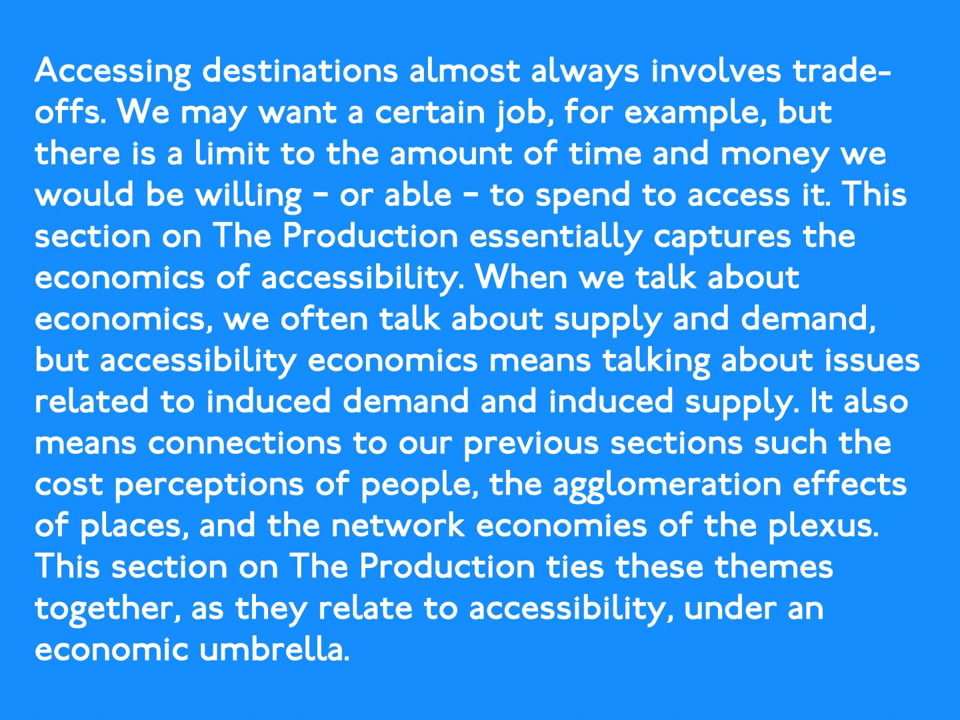 Accessing destinations almost always involves trade-
offs. We may want a certain job, for example, but
there is a limit to the amount of time and money we
would be willing – or able – to spend to access it. This
section on The Production essentially captures the
economics of accessibility. When we talk about
economics, we often talk about supply and demand,
but accessibility economics means talking about issues
related to induced demand and induced supply. It also
means connections to our previous sections such the
cost perceptions of people, the agglomeration effects
of places, and the network economies of the plexus.
This section on The Production ties these themes
together, as they relate to accessibility, under an
economic umbrella.